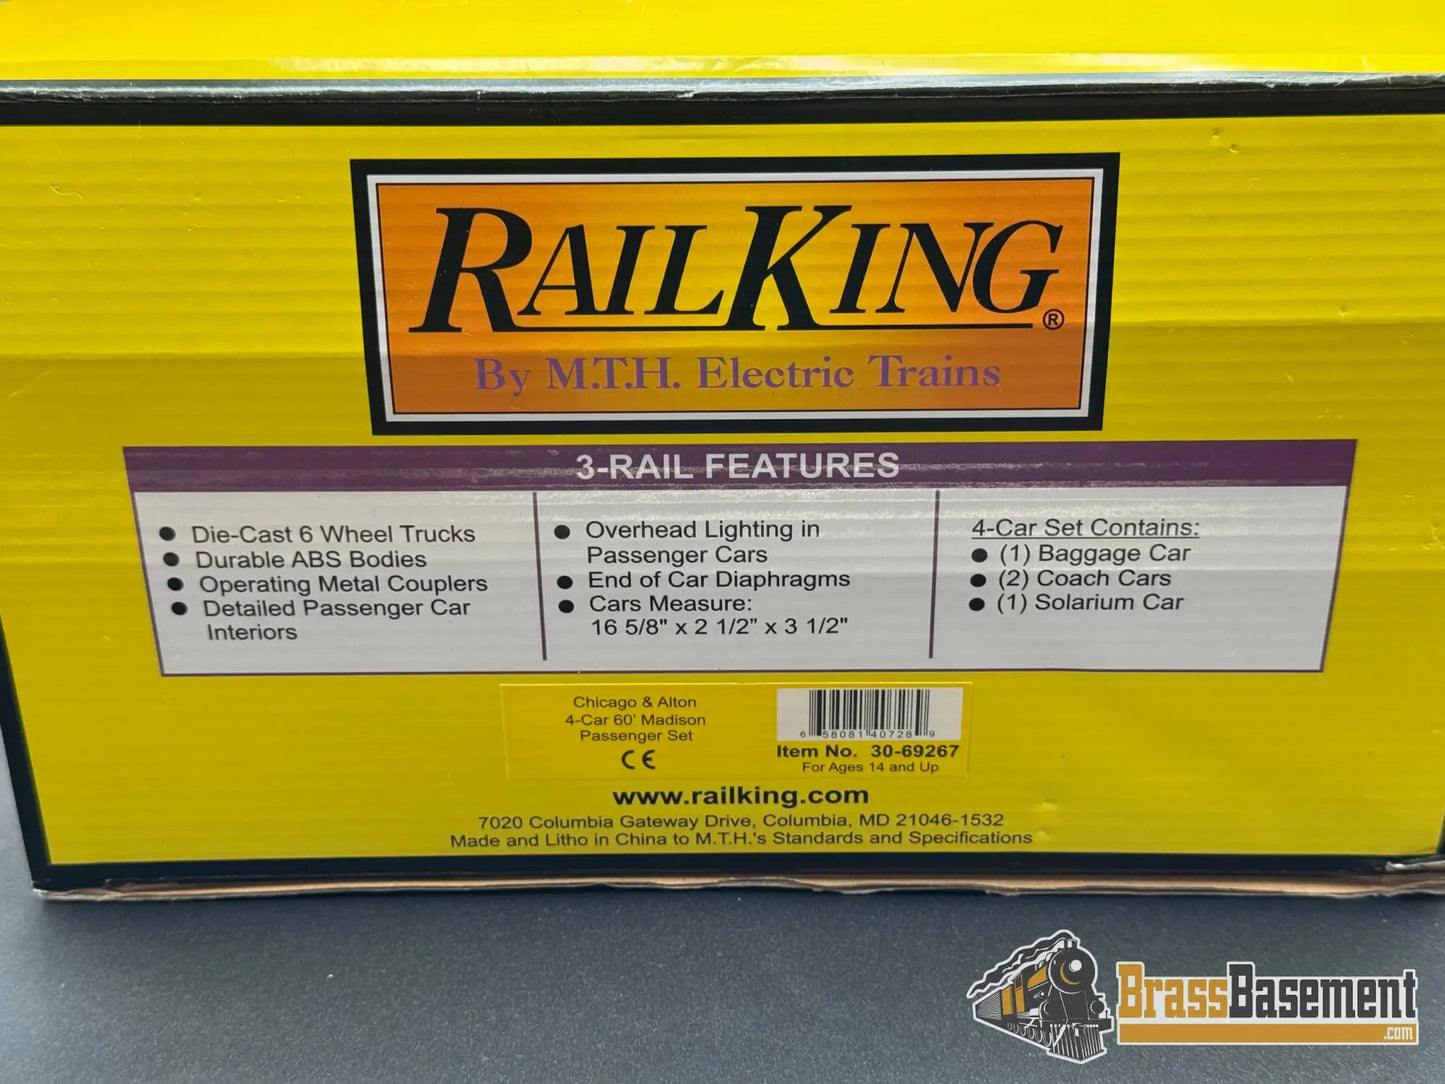 RAILKING®
By M.T.H. Electric Trains
3-RAIL FEATURES
● Die-Cast 6 Wheel Trucks
● Durable ABS Bodies
● Operating Metal Couplers
● Detailed Passenger Car
Interiors
● Overhead Lighting in
Passenger Cars
● End of Car Diaphragms
● Cars Measure:
16 5/8" x 2 1/2” x 3 1/2"
4-Car Set Contains:
● (1) Baggage Car
● (2) Coach Cars
● (1) Solarium Car
Chicago & Alton
4-Car 60' Madison
Passenger Set
CE
6 58081 40728 9
Item No. 30-69267
For Ages 14 and Up
www.railking.com
7020 Columbia Gateway Drive, Columbia, MD 21046-1532
Made and Litho in China to M.T.H.'s Standards and Specifications
BRASSBASEMENT
.COM